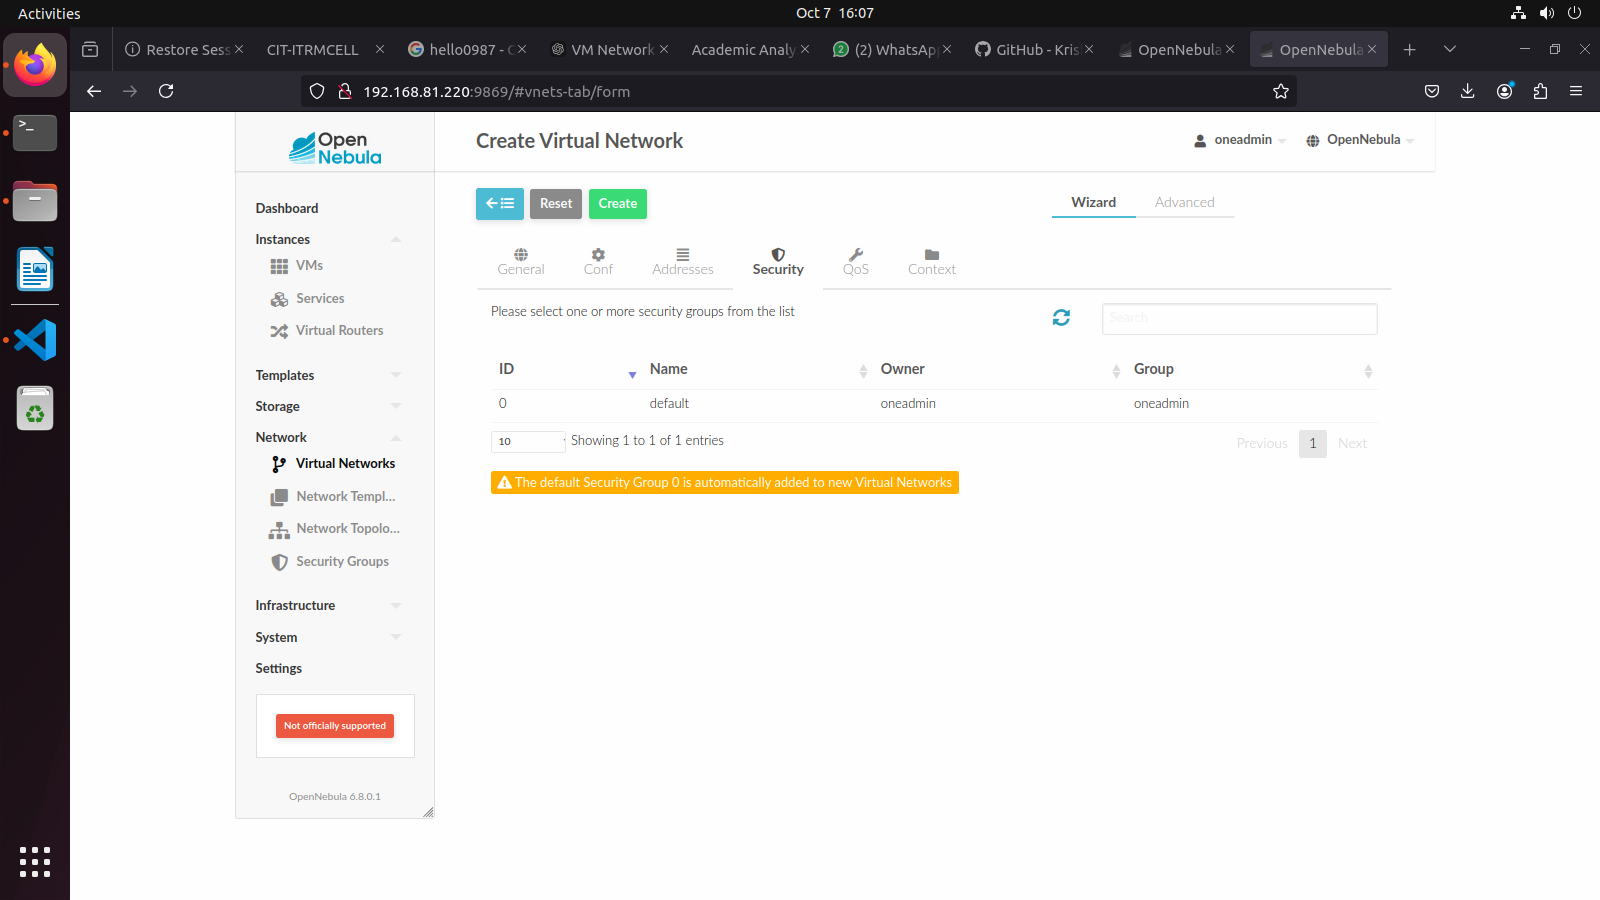 Activities
Oct 7 16:07
Restore Sess
CIT-ITRMCELL
hello0987 - G
VM Network
Academic Analy
(2) WhatsApp
GitHub - Kris
OpenNebula
OpenNebula
192.168.81.220:9869/#vnets-tab/form
Open
Nebula
Create Virtual Network
oneadmin
OpenNebula
Dashboard
Instances
VMs
Services
Virtual Routers
Templates
Storage
Network
Virtual Networks
Network Templ...
Network Topolo...
Security Groups
Infrastructure
System
Settings
Not officially supported
OpenNebula 6.8.0.1
Reset
Create
Wizard
Advanced
General
Conf
Addresses
Security
QoS
Context
Please select one or more security groups from the list
Search
ID Name Owner Group
0 default oneadmin oneadmin
10 Showing 1 to 1 of 1 entries
Previous 1 Next
The default Security Group 0 is automatically added to new Virtual Networks